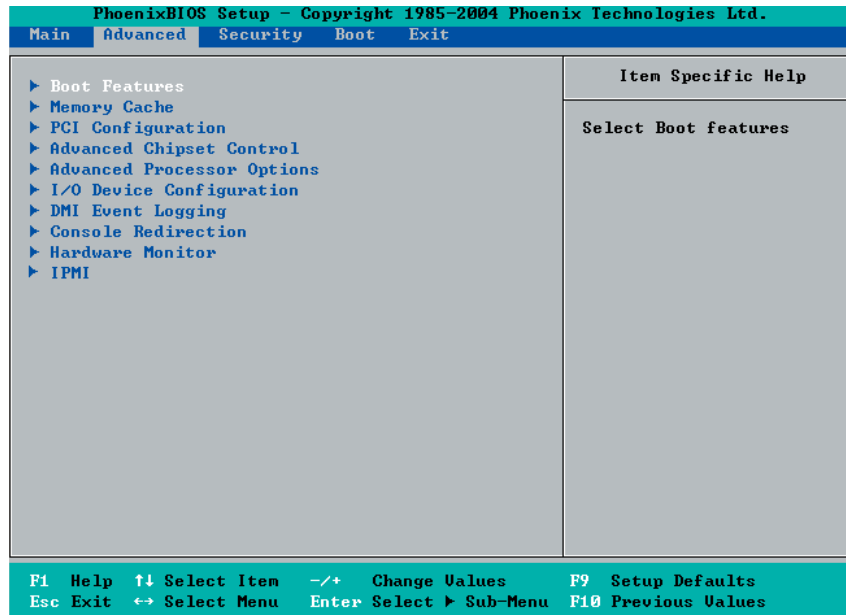 PhoenixBIOS Setup - Copyright 1985-2004 Phoenix Technologies Ltd.
Main Advanced Security Boot Exit
▶ Boot Features
▶ Memory Cache
▶ PCI Configuration
▶ Advanced Chipset Control
▶ Advanced Processor Options
▶ I/O Device Configuration
▶ DMI Event Logging
▶ Console Redirection
▶ Hardware Monitor
▶ IPMI
Item Specific Help
Select Boot features
F1 Help ↑↓ Select Item -/+ Change Values F9 Setup Defaults
Esc Exit ↔ Select Menu Enter Select ▶ Sub-Menu F10 Previous Values